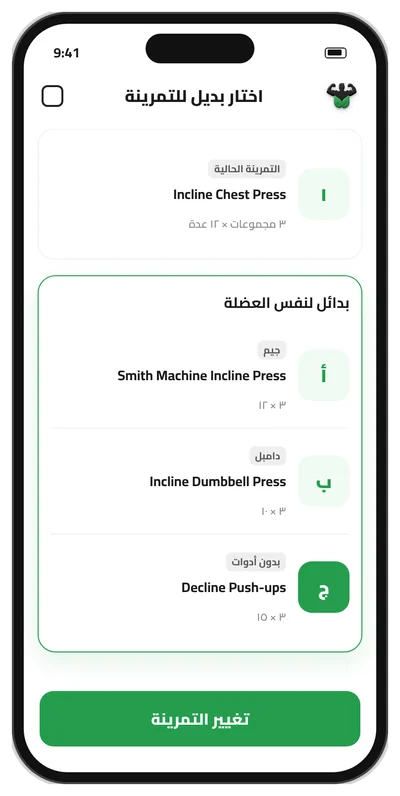 9:41
اختار بديل للتمرينة
التمرينة الحالية
ا
Incline Chest Press
٣ مجموعات × ١٢ عدة
بدائل لنفس العضلة
جيم
أ
Smith Machine Incline Press
٣ × ١٢
دامبل
ب
Incline Dumbbell Press
٣ × ١٠
بدون أدوات
ج
Decline Push-ups
٣ × ١٥
تغيير التمرينة